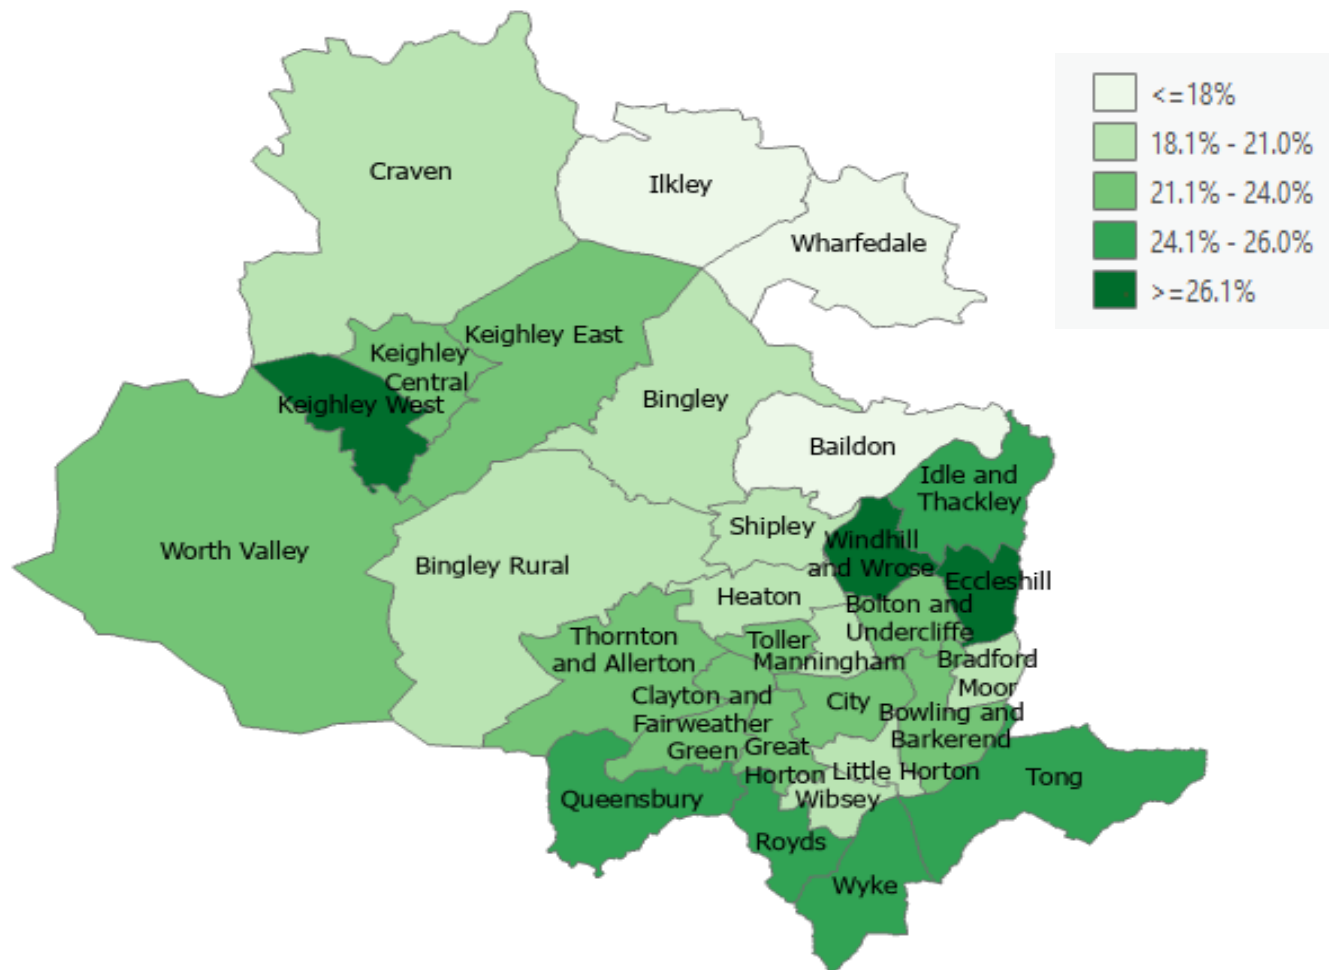 <=18%
18.1% - 21.0%
21.1% - 24.0%
24.1% - 26.0%
>=26.1%
Craven
Ilkley
Wharfedale
Keighley East
Keighley
Central
Keighley West
Bingley
Baildon
Idle and
Thackley
Shipley
Windhill
and Wrose
Worth Valley
Bingley Rural
Eccleshill
Heaton
Bolton and
Undercliffe
Thornton
and Allerton
Toller
Manningham
Bradford
Moor
Clayton and
Fairweather
Green
City
Bowling and
Barkerend
Great
Horton
Little Horton
Tong
Queensbury
Wibsey
Royds
Wyke